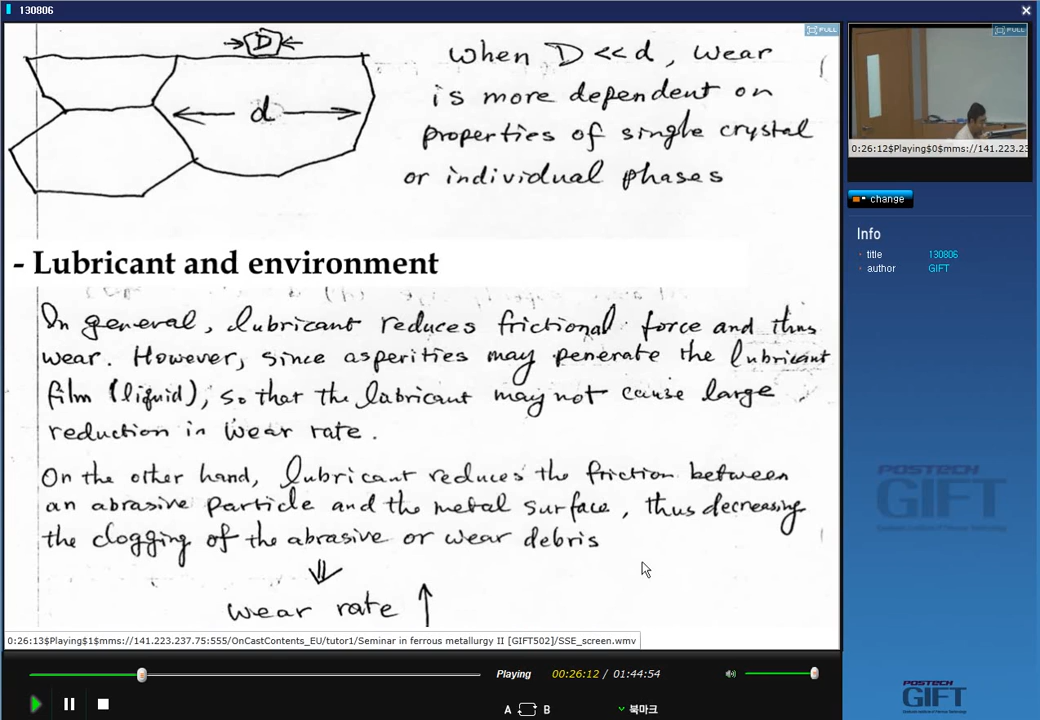 130806
D
when D << d, wear
is more dependent on
properties of single crystal
or individual phases
d
- Lubricant and environment
In general, lubricant reduces frictional force and thus
wear. However, since asperities may penerate the lubricant
film (liquid), so that the lubricant may not cause large
reduction in wear rate.
On the other hand, lubricant reduces the friction between
an abrasive particle and the metal surface, thus decreasing
the clogging of the abrasive or wear debris
⇓
wear rate ↑
0:26:13$Playing$1$mms://141.223.237.75:555/OnCastContents_EU/tutor1/Seminar in ferrous metallurgy II [GIFT502]/SSE_screen.wmv
Playing 00:26:12 / 01:44:54
A B 북마크
FULL
FULL
0:26:12$Playing$0$mms://141.223.23
change
Info
title 130806
author GIFT
POSTECH
GIFT
POSTECH
GIFT